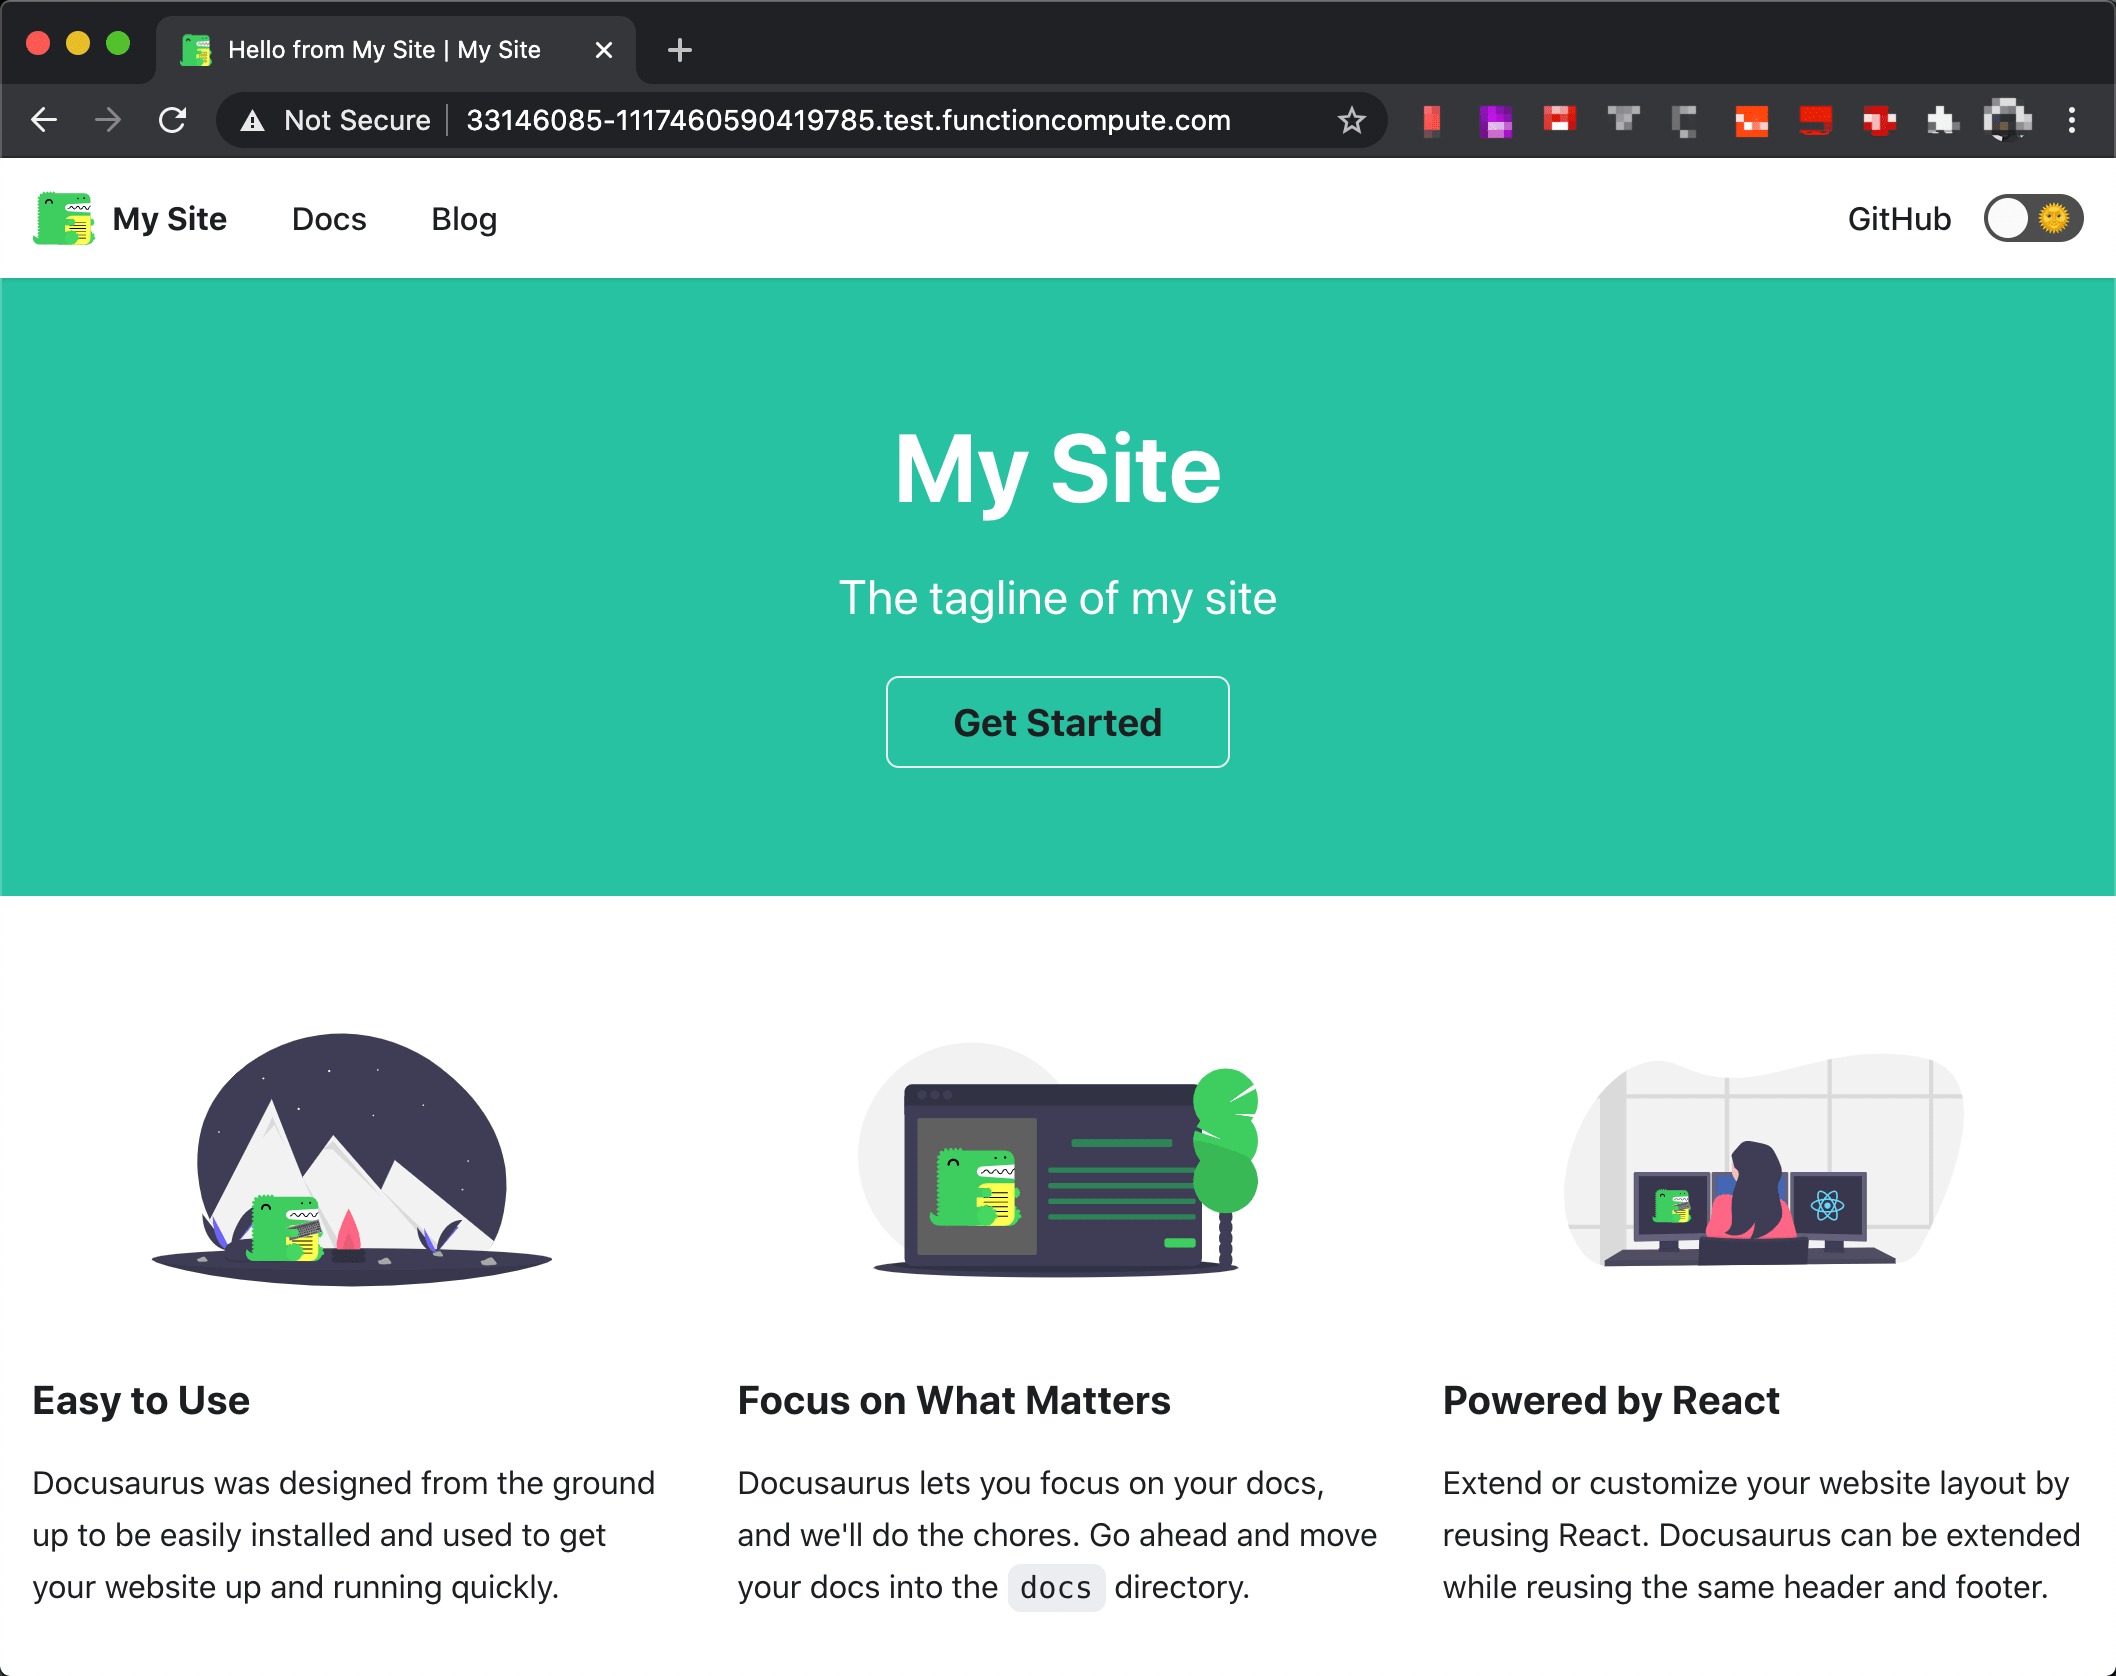 Hello from My Site | My Site
Not Secure 33146085-1117460590419785.test.functioncompute.com
My Site Docs Blog GitHub
My Site
The tagline of my site
Get Started
Easy to Use
Docusaurus was designed from the ground
up to be easily installed and used to get
your website up and running quickly.
Focus on What Matters
Docusaurus lets you focus on your docs,
and we'll do the chores. Go ahead and move
your docs into the docs directory.
Powered by React
Extend or customize your website layout by
reusing React. Docusaurus can be extended
while reusing the same header and footer.